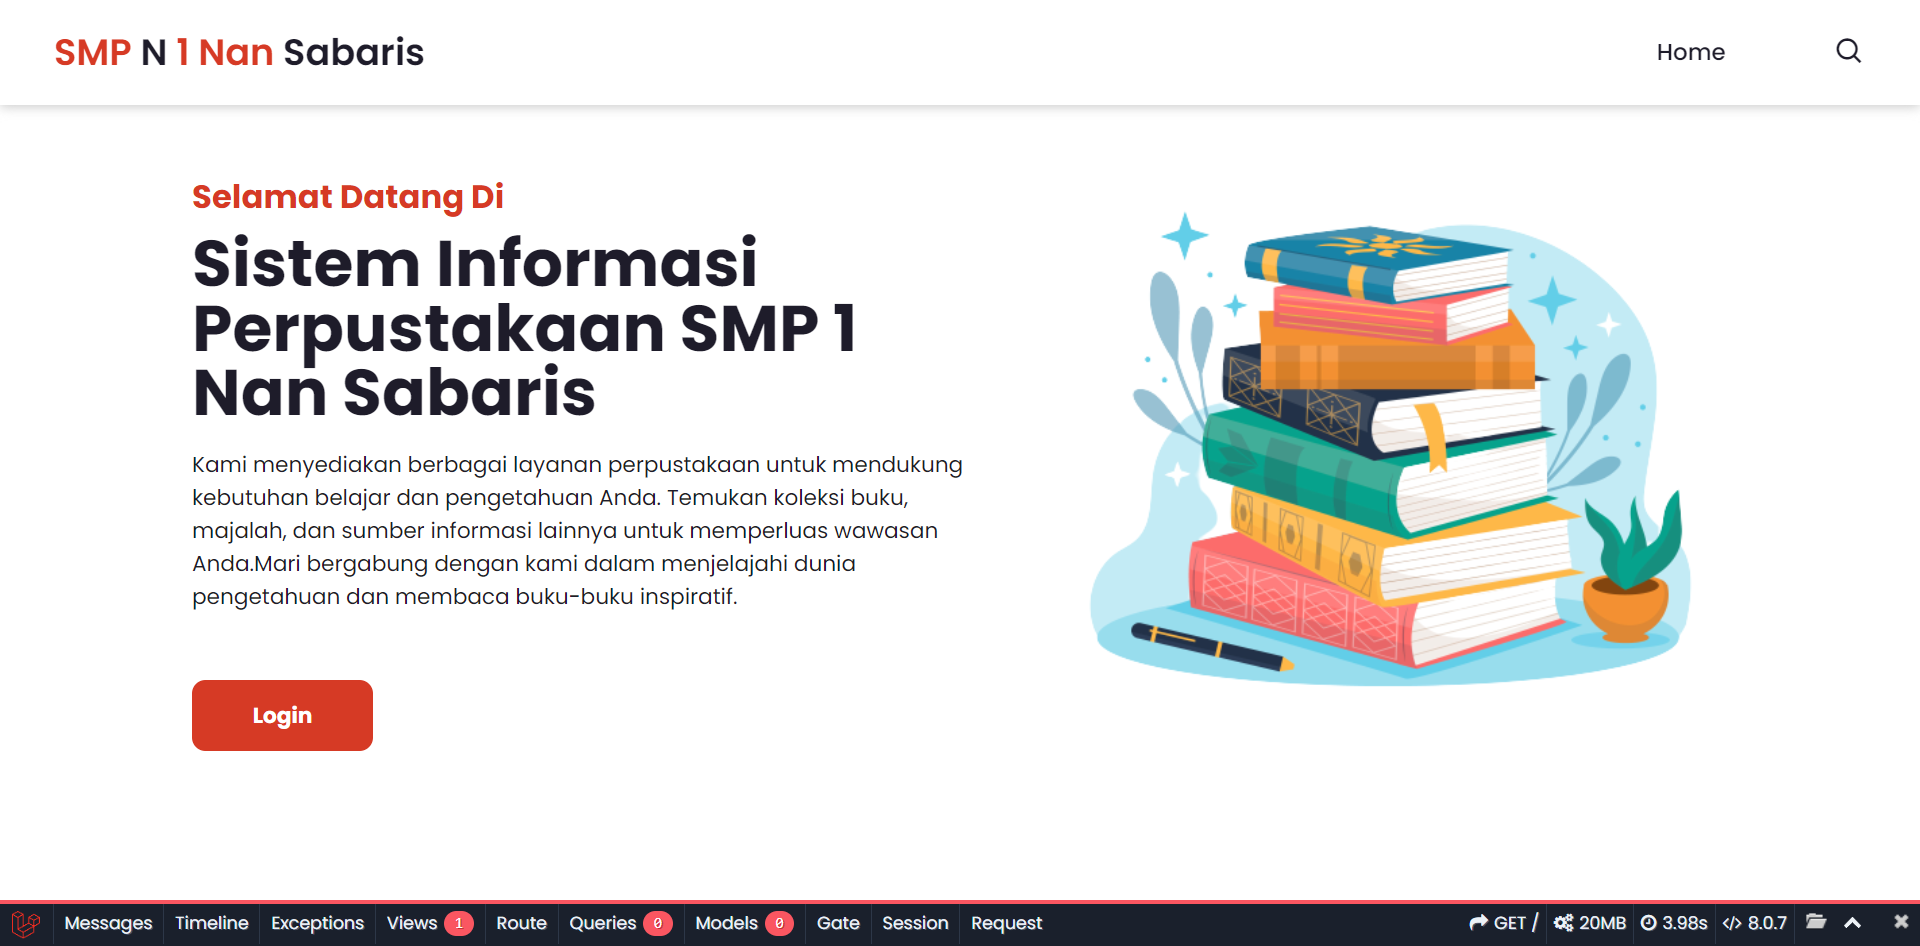 SMP N 1 Nan Sabaris
Home
Selamat Datang Di
Sistem Informasi
Perpustakaan SMP 1
Nan Sabaris
Kami menyediakan berbagai layanan perpustakaan untuk mendukung
kebutuhan belajar dan pengetahuan Anda. Temukan koleksi buku,
majalah, dan sumber informasi lainnya untuk memperluas wawasan
Anda.Mari bergabung dengan kami dalam menjelajahi dunia
pengetahuan dan membaca buku-buku inspiratif.
Login
Messages Timeline Exceptions Views 1 Route Queries 0 Models 0 Gate Session Request GET / 20MB 3.98s 8.0.7